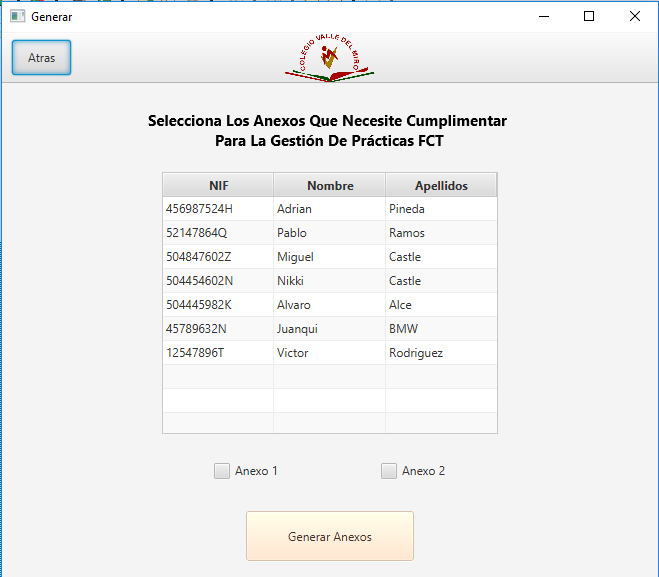 Generar
Atras
COLEGIO VALLE DEL MIRO
Selecciona Los Anexos Que Necesite Cumplimentar
Para La Gestión De Prácticas FCT
NIF Nombre Apellidos
456987524H Adrian Pineda
52147864Q Pablo Ramos
504847602Z Miguel Castle
504454602N Nikki Castle
504445982K Alvaro Alce
45789632N Juanqui BMW
12547896T Victor Rodriguez
Anexo 1 Anexo 2
Generar Anexos